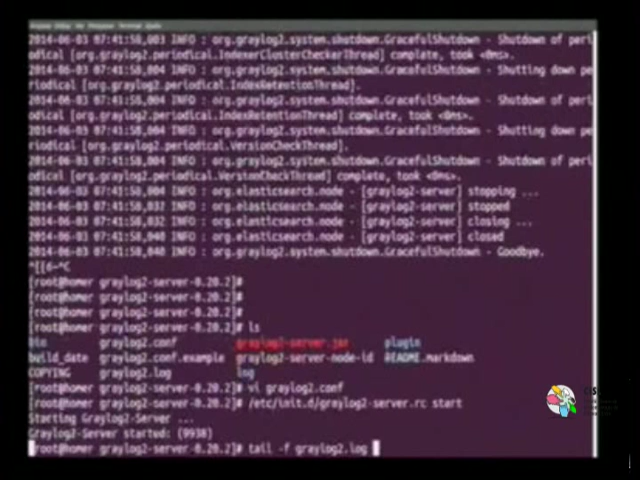 2014-06-03 07:41:58,003 INFO : org.graylog2.system.shutdown.GracefulShutdown - Shutdown of peri
odical [org.graylog2.periodical.IndexerClusterCheckerThread] complete, took <0ms>.
2014-06-03 07:41:58,004 INFO : org.graylog2.system.shutdown.GracefulShutdown - Shutting down pe
riodical [org.graylog2.periodical.IndexRetentionThread].
2014-06-03 07:41:58,004 INFO : org.graylog2.system.shutdown.GracefulShutdown - Shutdown of peri
odical [org.graylog2.periodical.IndexRetentionThread] complete, took <0ms>.
2014-06-03 07:41:58,004 INFO : org.graylog2.system.shutdown.GracefulShutdown - Shutting down pe
riodical [org.graylog2.periodical.VersionCheckThread].
2014-06-03 07:41:58,004 INFO : org.graylog2.system.shutdown.GracefulShutdown - Shutdown of peri
odical [org.graylog2.periodical.VersionCheckThread] complete, took <0ms>.
2014-06-03 07:41:58,004 INFO : org.elasticsearch.node - [graylog2-server] stopping ...
2014-06-03 07:41:58,032 INFO : org.elasticsearch.node - [graylog2-server] stopped
2014-06-03 07:41:58,032 INFO : org.elasticsearch.node - [graylog2-server] closing ...
2014-06-03 07:41:58,040 INFO : org.elasticsearch.node - [graylog2-server] closed
2014-06-03 07:41:58,040 INFO : org.graylog2.system.shutdown.GracefulShutdown - Goodbye.
^[[6~^C
[root@homer graylog2-server-0.20.2]#
[root@homer graylog2-server-0.20.2]#
[root@homer graylog2-server-0.20.2]#
[root@homer graylog2-server-0.20.2]# ls
bin graylog2.conf graylog2-server.jar plugin
build_date graylog2.conf.example graylog2-server-node-id README.markdown
COPYING graylog2.log log
[root@homer graylog2-server-0.20.2]# vi graylog2.conf
[root@homer graylog2-server-0.20.2]# /etc/init.d/graylog2-server.rc start
Starting Graylog2-Server ...
Graylog2-Server started: (9938)
[root@homer graylog2-server-0.20.2]# tail -f graylog2.log